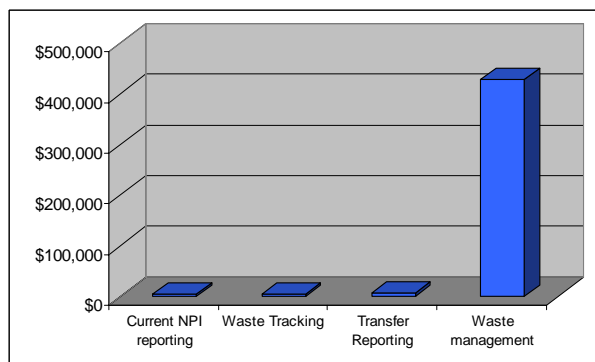 $500,000
$400,000
$300,000
$200,000
$100,000
$0
Current NPI reporting
Waste Tracking
Transfer Reporting
Waste management